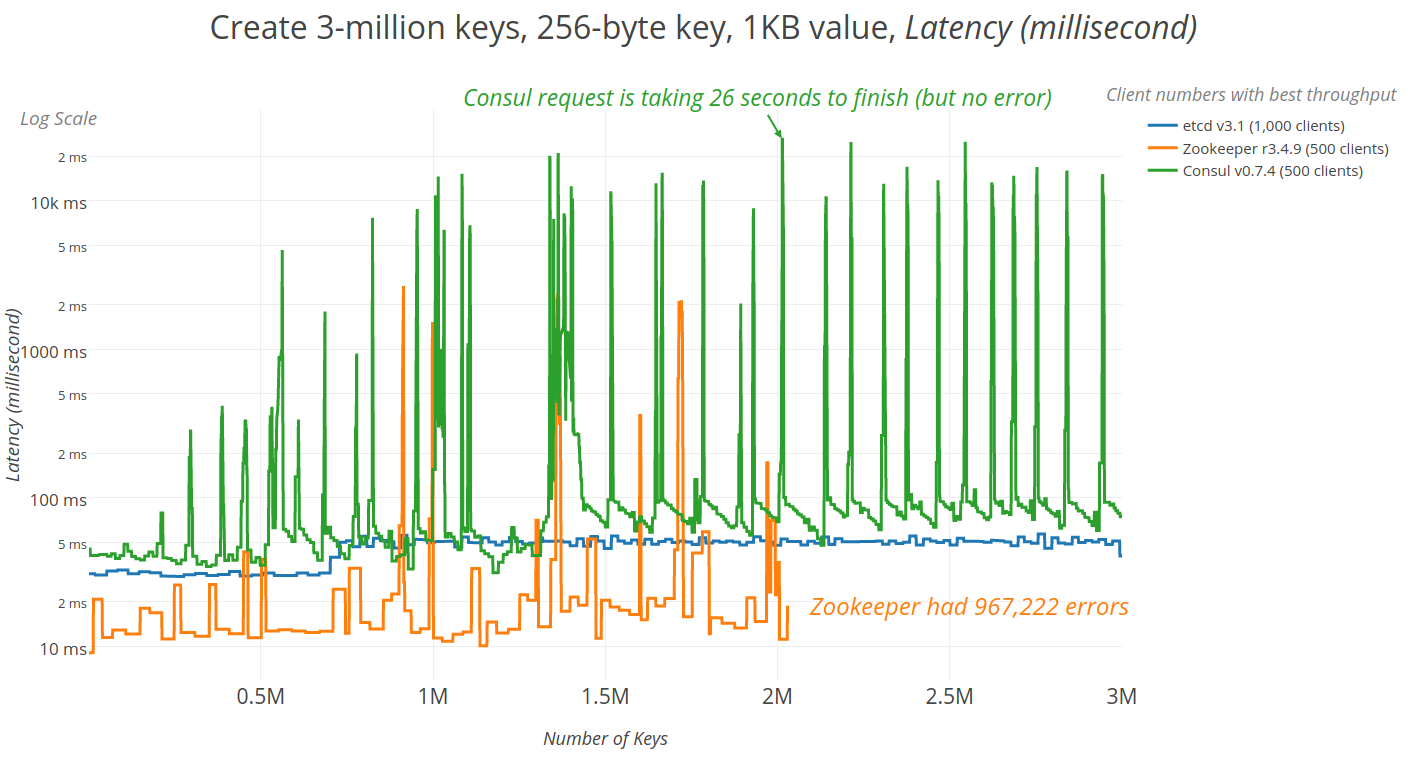 Create 3-million keys, 256-byte key, 1KB value, Latency (millisecond)
Consul request is taking 26 seconds to finish (but no error)
Client numbers with best throughput
Log Scale
etcd v3.1 (1,000 clients)
Zookeeper r3.4.9 (500 clients)
Consul v0.7.4 (500 clients)
2 ms
10k ms
5 ms
2 ms
1000 ms
5 ms
2 ms
100 ms
5 ms
2 ms
10 ms
Latency (millisecond)
Zookeeper had 967,222 errors
0.5M
1M
1.5M
2M
2.5M
3M
Number of Keys